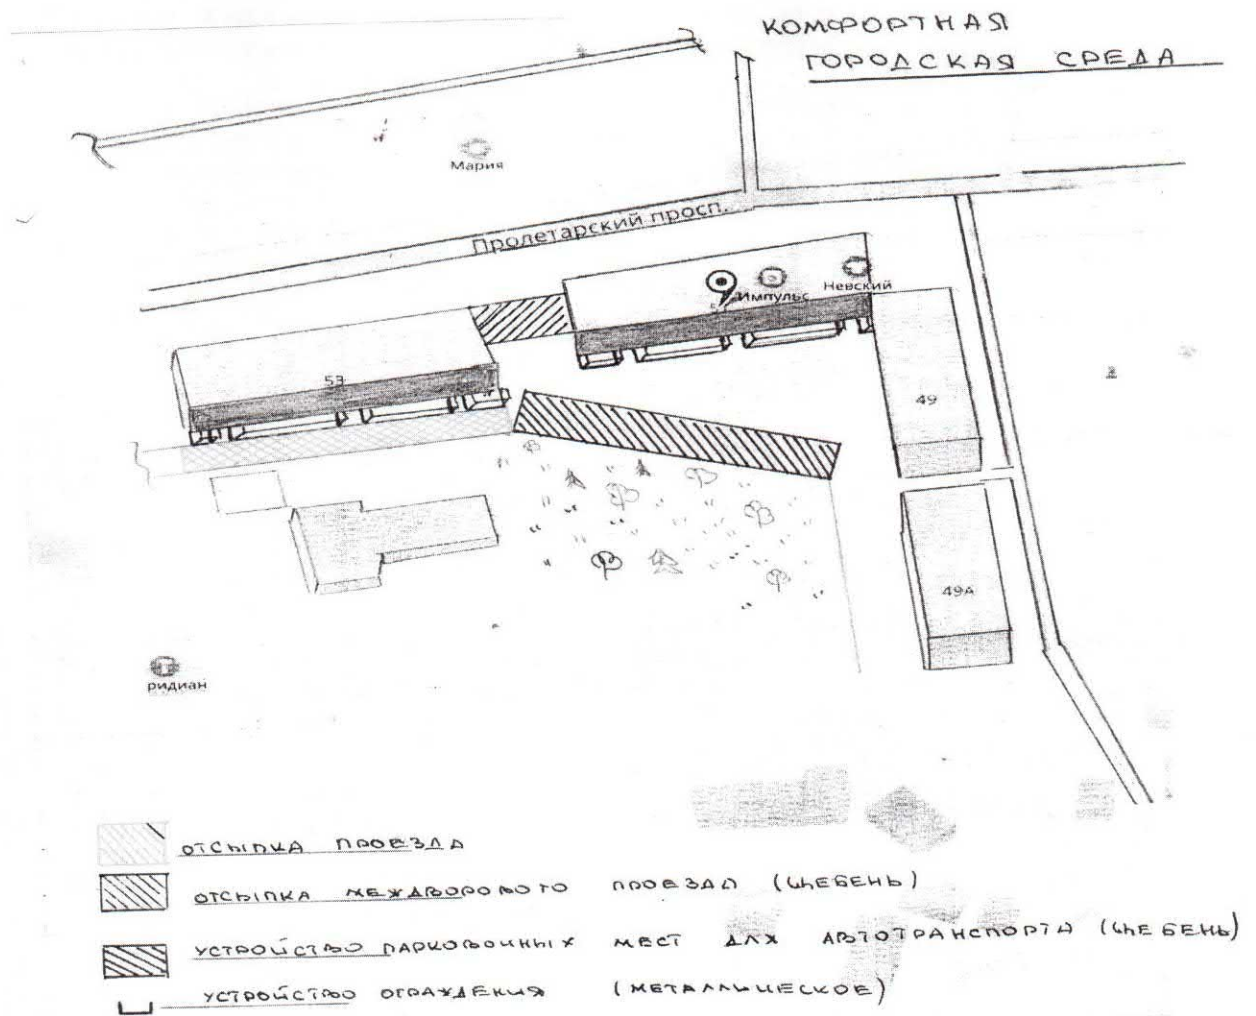 КОМФОРТНАЯ
ГОРОДСКАЯ СРЕДА
Мария
Пролетарский просп.
Импульс
Невский
53
49
49А
ридиан
ОТСЫПКА ПРОЕЗДА
ОТСЫПКА МЕЖДВОРОВОГО ПРОЕЗДА (ЩЕБЕНЬ)
УСТРОЙСТВО ПАРКОВОЧНЫХ МЕСТ ДЛЯ АВТОТРАНСПОРТА (ЩЕБЕНЬ)
УСТРОЙСТВО ОГРАЖДЕНИЯ (МЕТАЛЛИЧЕСКОЕ)